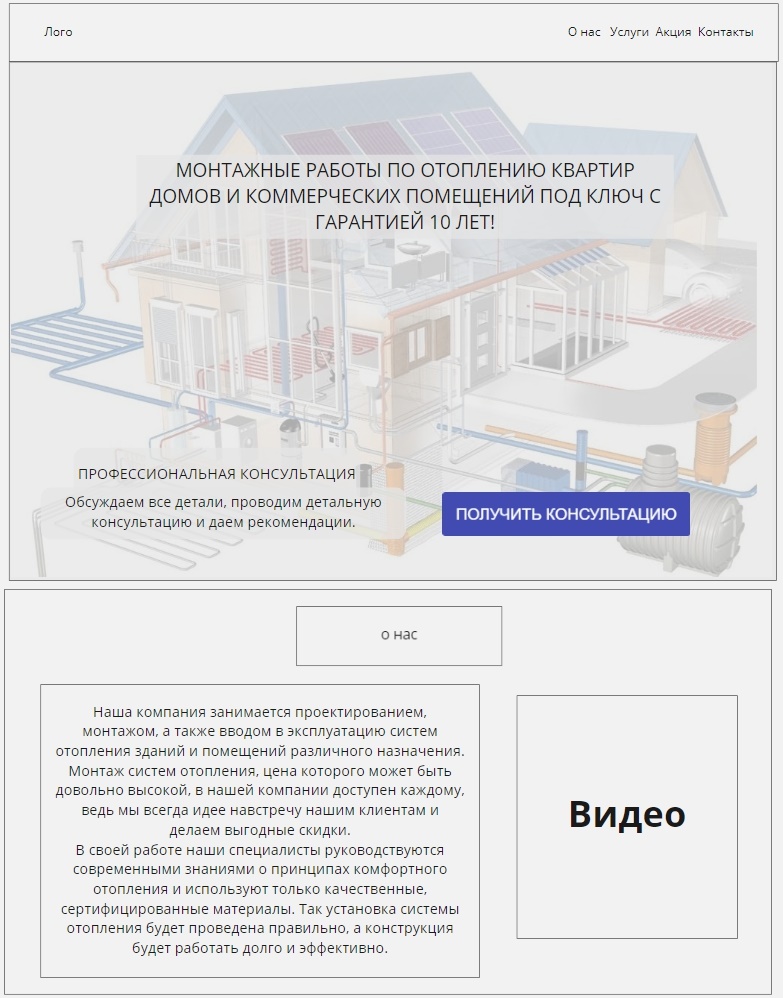 Лого
О нас Услуги Акция Контакты
МОНТАЖНЫЕ РАБОТЫ ПО ОТОПЛЕНИЮ КВАРТИР
ДОМОВ И КОММЕРЧЕСКИХ ПОМЕЩЕНИЙ ПОД КЛЮЧ С
ГАРАНТИЕЙ 10 ЛЕТ!
ПРОФЕССИОНАЛЬНАЯ КОНСУЛЬТАЦИЯ
Обсуждаем все детали, проводим детальную
консультацию и даем рекомендации.
ПОЛУЧИТЬ КОНСУЛЬТАЦИЮ
о нас
Наша компания занимается проектированием,
монтажом, а также вводом в эксплуатацию систем
отопления зданий и помещений различного назначения.
Монтаж систем отопления, цена которого может быть
довольно высокой, в нашей компании доступен каждому,
ведь мы всегда идее навстречу нашим клиентам и
делаем выгодные скидки.
В своей работе наши специалисты руководствуются
современными знаниями о принципах комфортного
отопления и используют только качественные,
сертифицированные материалы. Так установка системы
отопления будет проведена правильно, а конструкция
будет работать долго и эффективно.
Видео